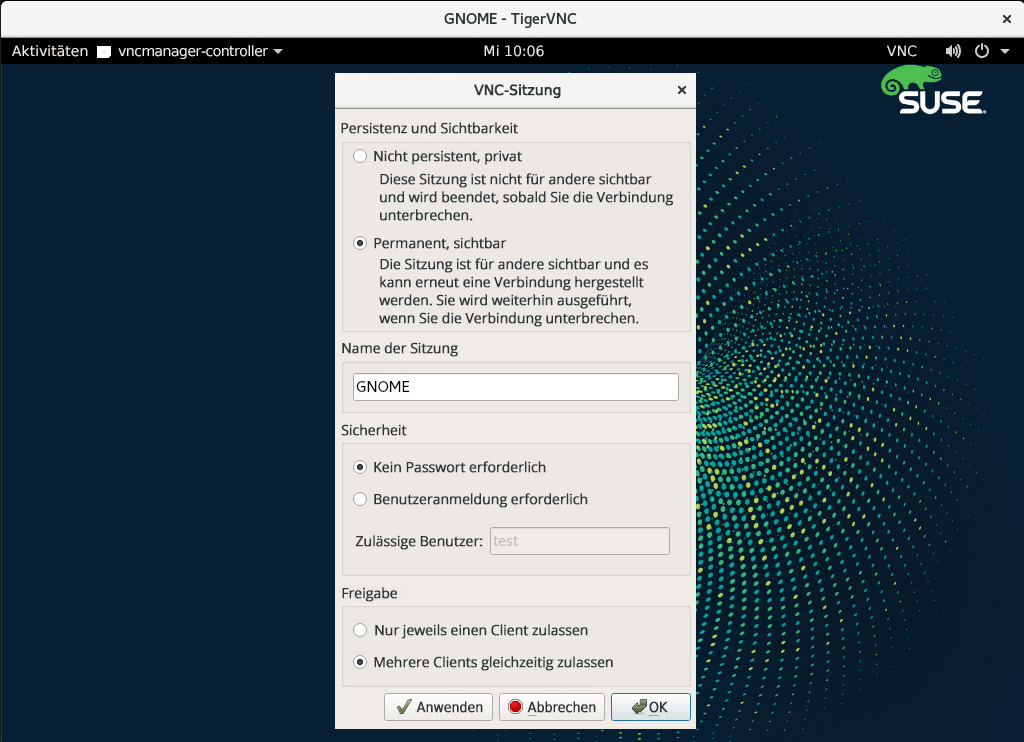 GNOME - TigerVNC
Aktivitäten vncmanager-controller Mi 10:06 VNC
SUSE
VNC-Sitzung
Persistenz und Sichtbarkeit
Nicht persistent, privat
Diese Sitzung ist nicht für andere sichtbar
und wird beendet, sobald Sie die Verbindung
unterbrechen.
Permanent, sichtbar
Die Sitzung ist für andere sichtbar und es
kann erneut eine Verbindung hergestellt
werden. Sie wird weiterhin ausgeführt,
wenn Sie die Verbindung unterbrechen.
Name der Sitzung
GNOME
Sicherheit
Kein Passwort erforderlich
Benutzeranmeldung erforderlich
Zulässige Benutzer: test
Freigabe
Nur jeweils einen Client zulassen
Mehrere Clients gleichzeitig zulassen
Anwenden Abbrechen OK